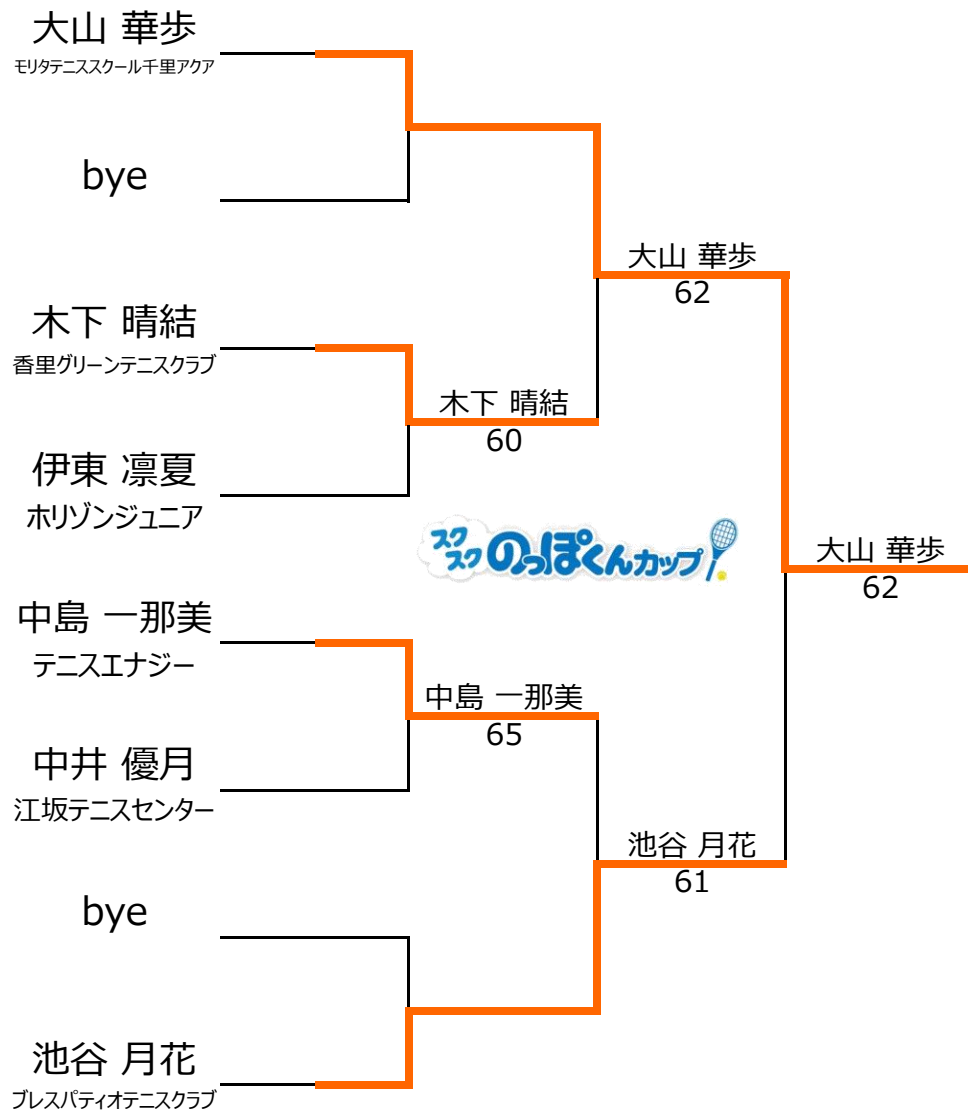 大山 華歩
モリタテニススクール千里アクア
bye
大山 華歩
62
木下 晴結
香里グリーンテニスクラブ
木下 晴結
60
伊東 凛夏
ホリゾンジュニア
スクスク のっぽくんカップ
大山 華歩
62
中島 一那美
テニスエナジー
中島 一那美
65
中井 優月
江坂テニスセンター
池谷 月花
61
bye
池谷 月花
ブレスパティオテニスクラブ